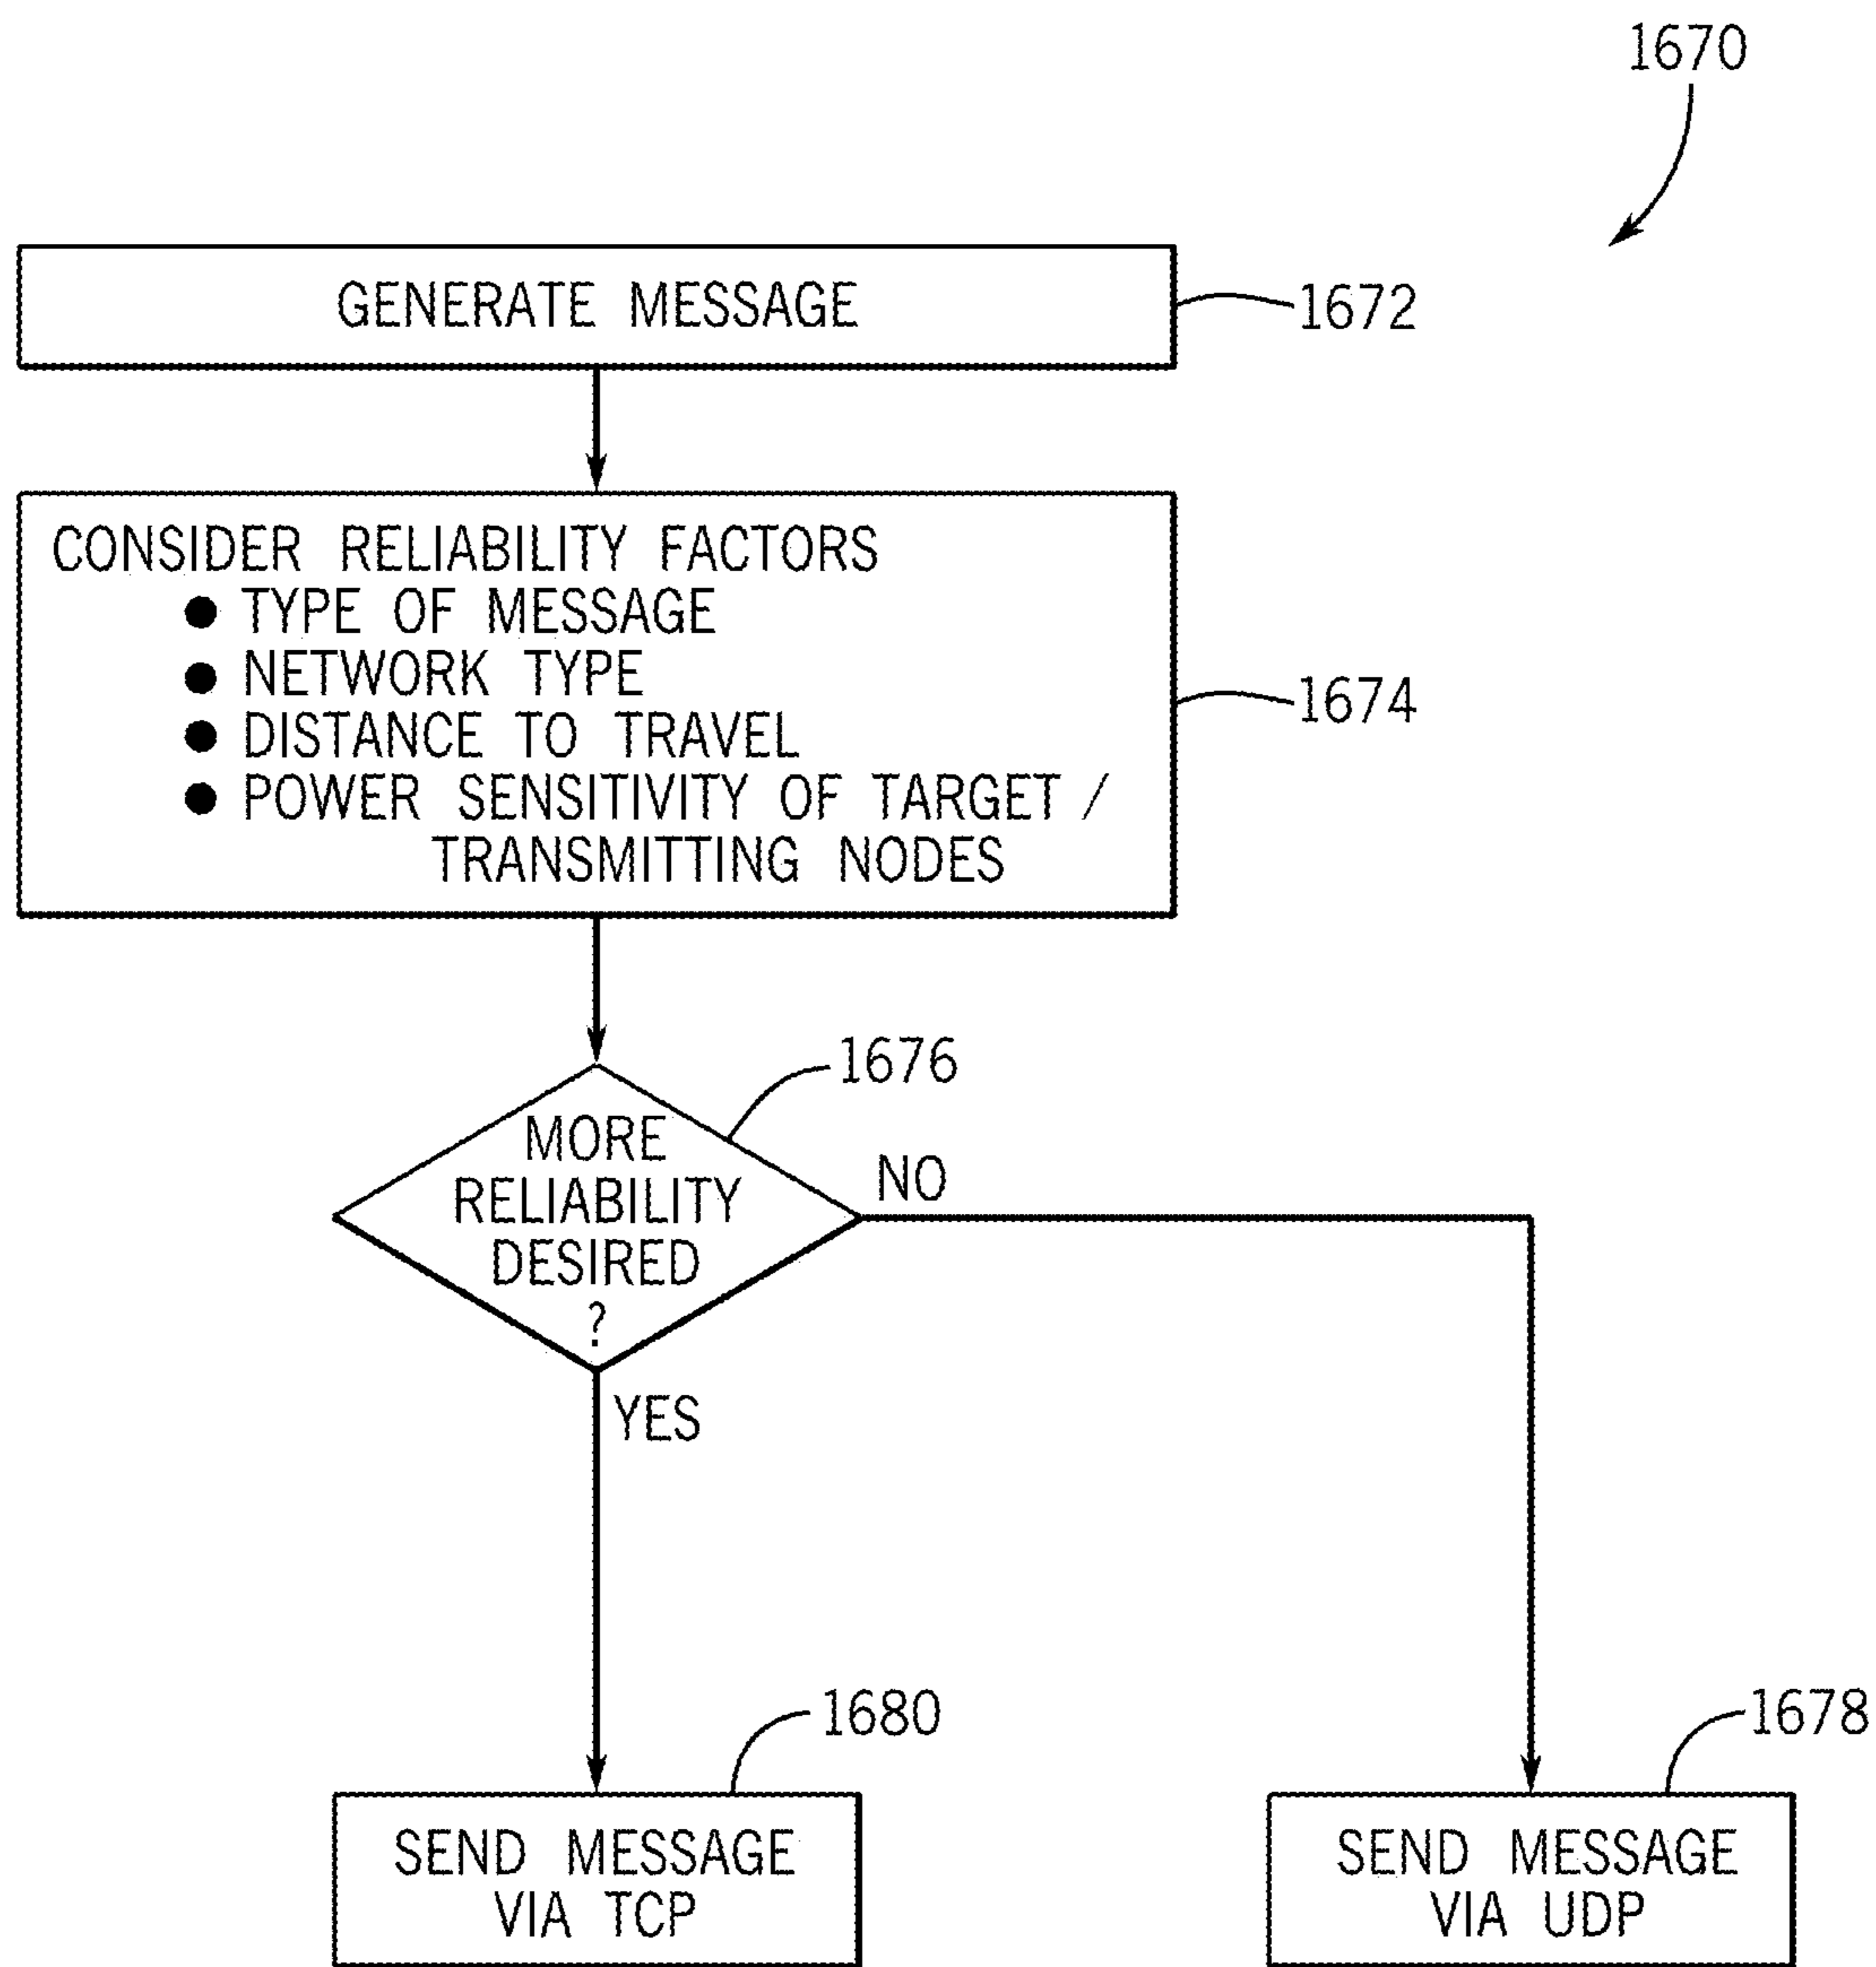 1670
GENERATE MESSAGE
1672
CONSIDER RELIABILITY FACTORS
● TYPE OF MESSAGE
● NETWORK TYPE
● DISTANCE TO TRAVEL
● POWER SENSITIVITY OF TARGET /
TRANSMITTING NODES
1674
1676
MORE
RELIABILITY
DESIRED
?
NO
YES
1680
SEND MESSAGE
VIA TCP
1678
SEND MESSAGE
VIA UDP